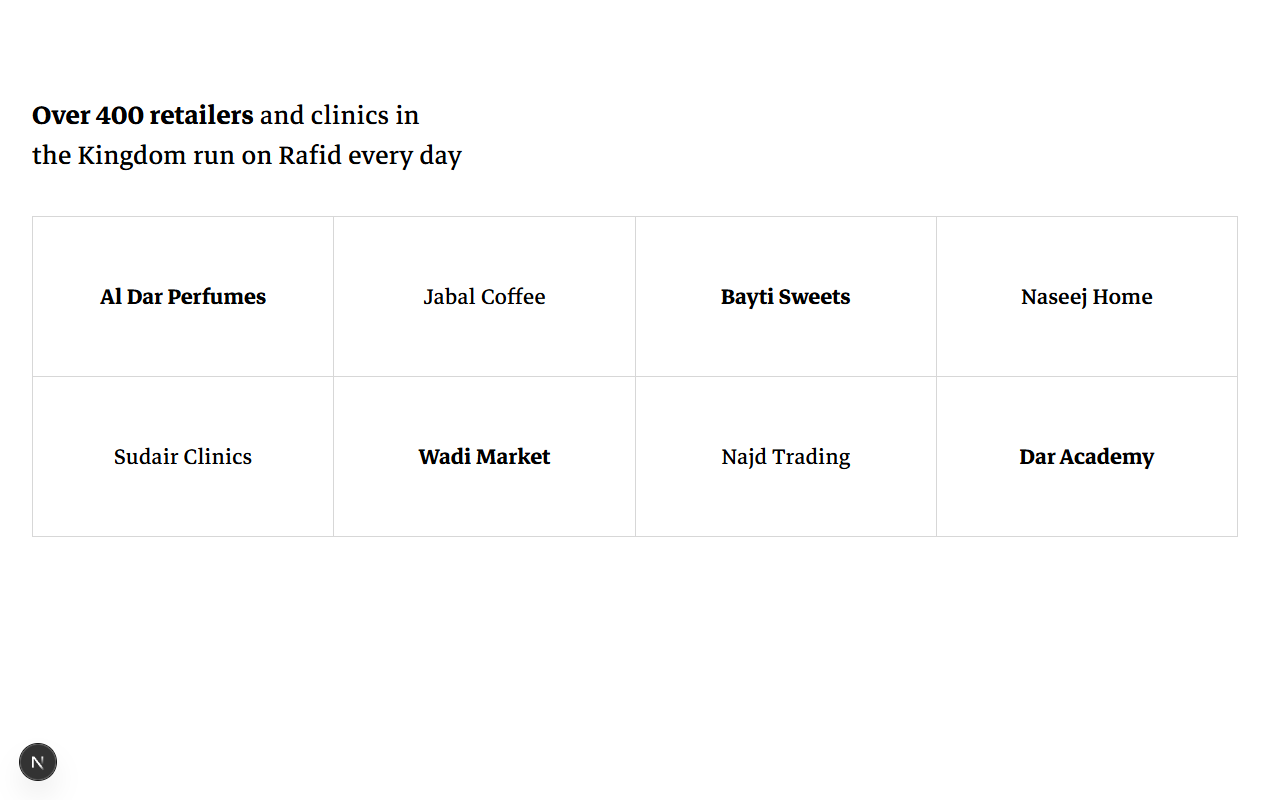 Over 400 retailers and clinics in
the Kingdom run on Rafid every day
Al Dar Perfumes
Jabal Coffee
Bayti Sweets
Naseej Home
Sudair Clinics
Wadi Market
Najd Trading
Dar Academy
N